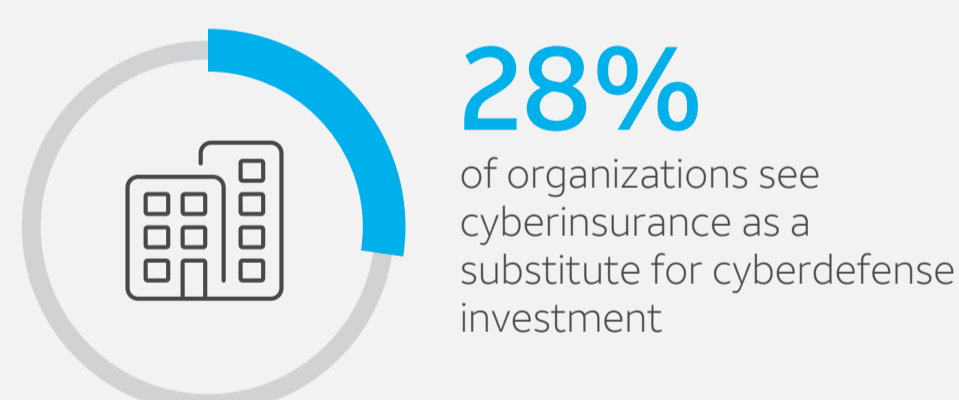 28%
of organizations see
cyberinsurance as a
substitute for cyberdefense
investment